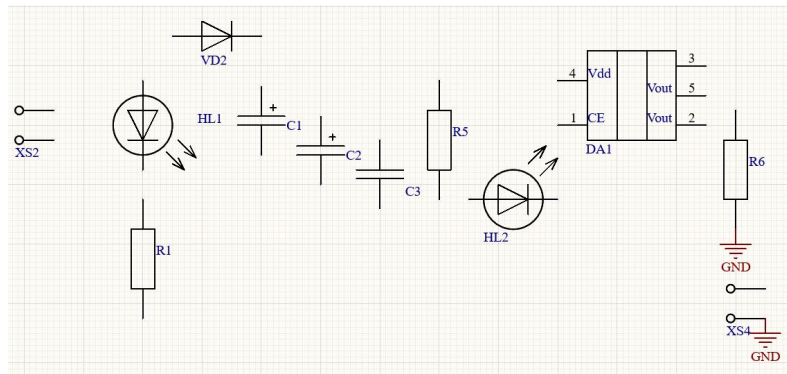 VD2
3
4
Vdd
Vout
5
HL1
+
C1
1
CE
Vout
2
+
R5
DA1
XS2
C2
R6
C3
HL2
R1
GND
XS4
GND